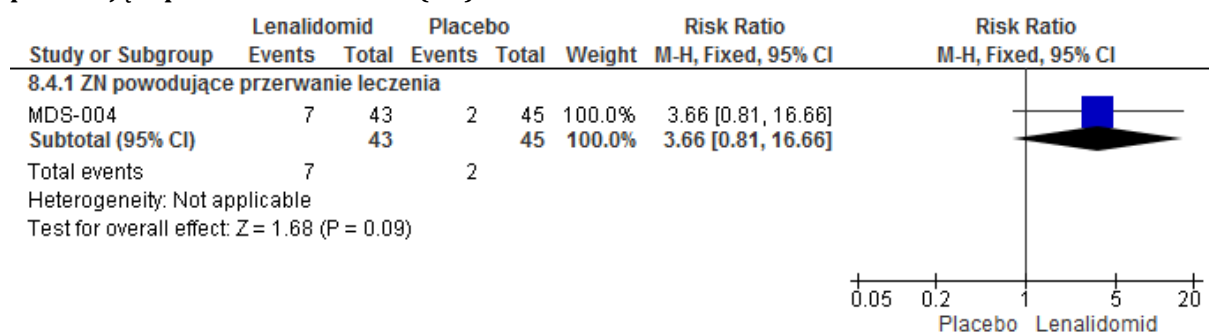 Lenalidomid Placebo Risk Ratio Risk Ratio
Study or Subgroup Events Total Events Total Weight M-H, Fixed, 95% CI M-H, Fixed, 95% CI
8.4.1 ZN powodujące przerwanie leczenia
MDS-004 7 43 2 45 100.0% 3.66 [0.81, 16.66]
Subtotal (95% CI) 43 45 100.0% 3.66 [0.81, 16.66]
Total events 7 2
Heterogeneity: Not applicable
Test for overall effect: Z = 1.68 (P = 0.09)
0.05 0.2 1 5 20
Placebo Lenalidomid